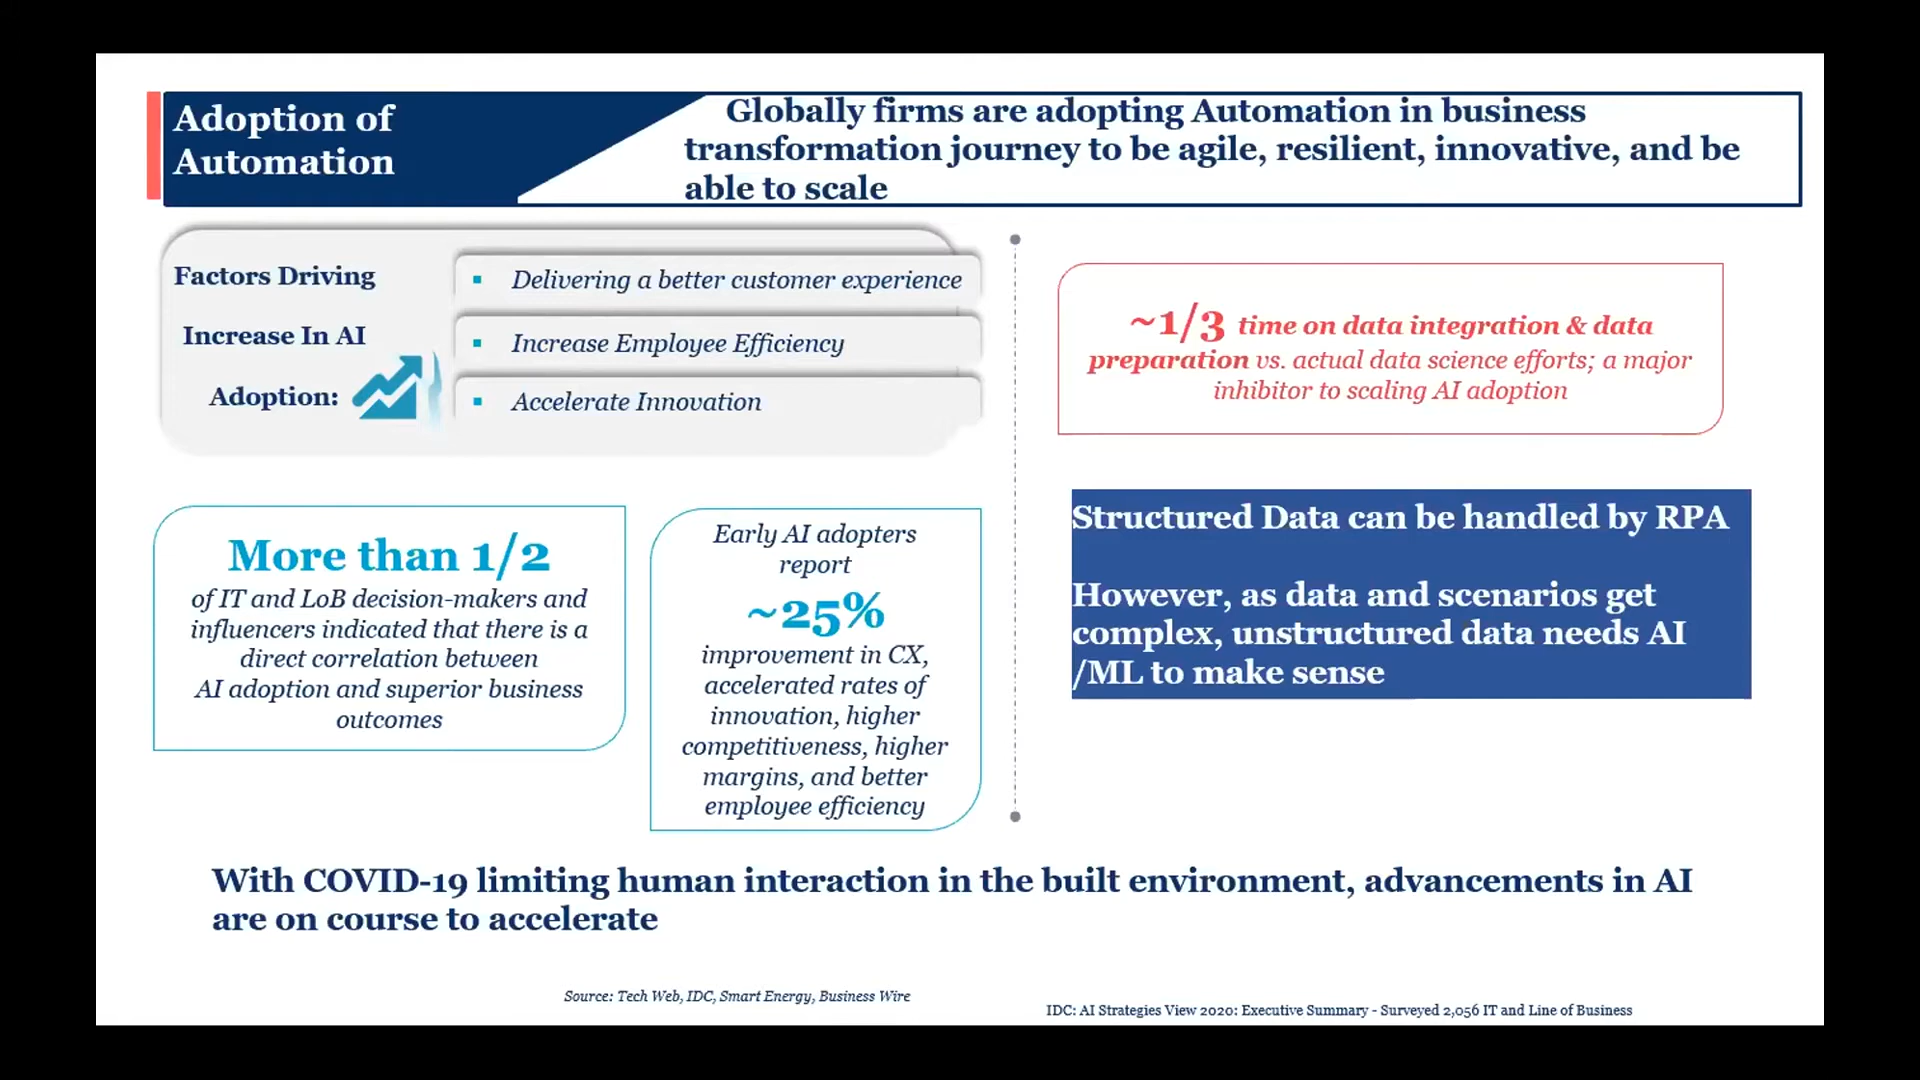 Adoption of
Automation
Globally firms are adopting Automation in business
transformation journey to be agile, resilient, innovative, and be
able to scale
Factors Driving
Increase In AI
Adoption:
▪ Delivering a better customer experience
▪ Increase Employee Efficiency
▪ Accelerate Innovation
More than 1/2
of IT and LoB decision-makers and
influencers indicated that there is a
direct correlation between
AI adoption and superior business
outcomes
Early AI adopters
report
~25%
improvement in CX,
accelerated rates of
innovation, higher
competitiveness, higher
margins, and better
employee efficiency
~1/3 time on data integration & data
preparation vs. actual data science efforts; a major
inhibitor to scaling AI adoption
Structured Data can be handled by RPA
However, as data and scenarios get
complex, unstructured data needs AI
/ML to make sense
With COVID-19 limiting human interaction in the built environment, advancements in AI
are on course to accelerate
Source: Tech Web, IDC, Smart Energy, Business Wire
IDC: AI Strategies View 2020: Executive Summary - Surveyed 2,056 IT and Line of Business